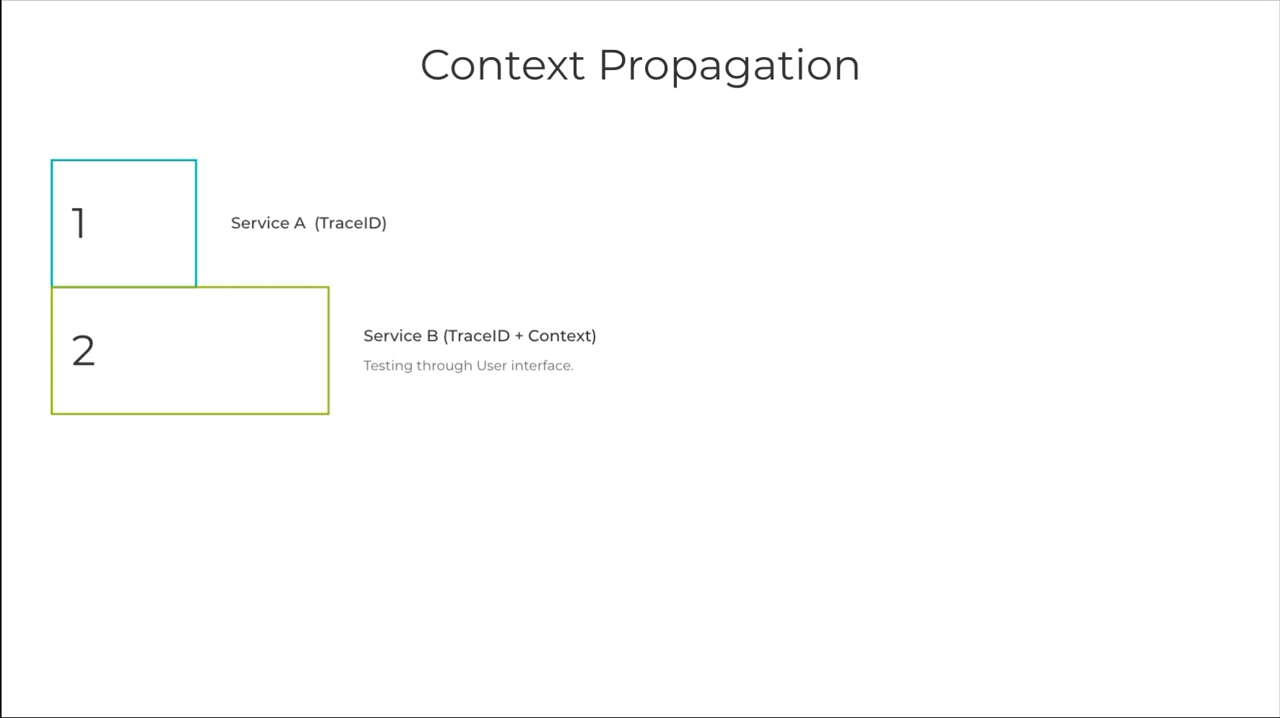 Context Propagation
1
Service A (TraceID)
2
Service B (TraceID + Context)
Testing through User interface.